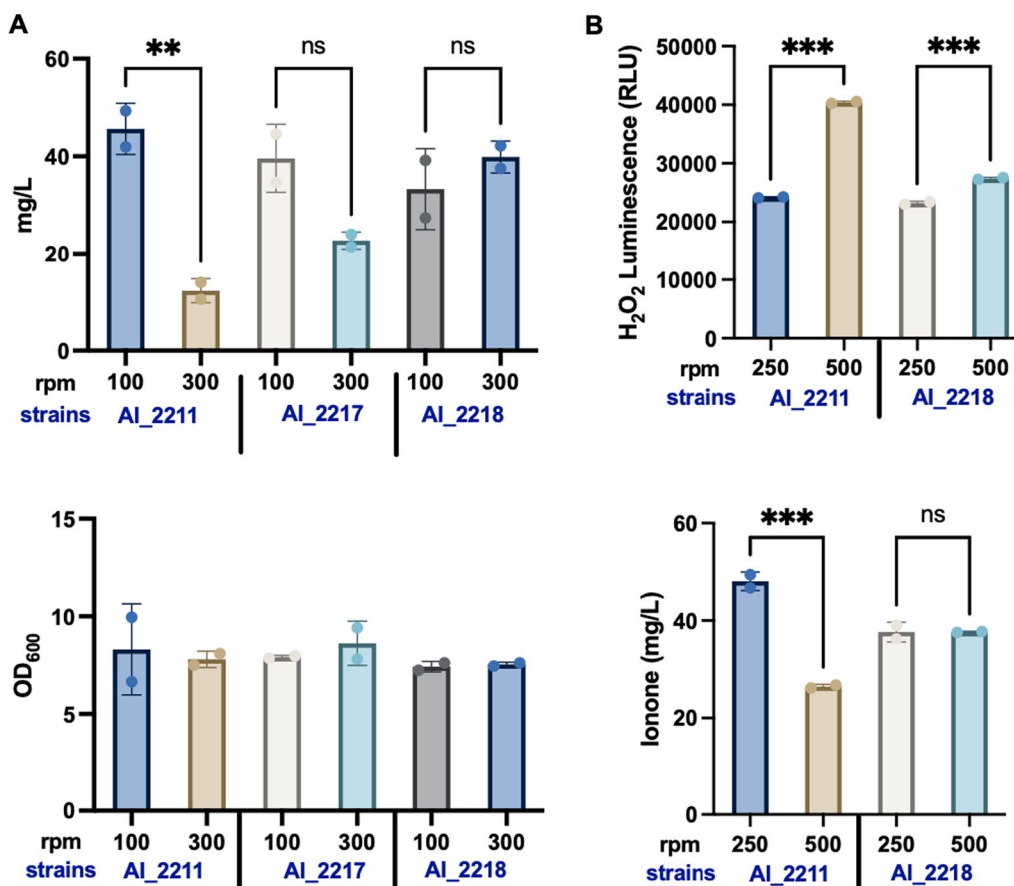 A
mg/L
60
40
20
0
** ns ns
rpm 100 300 100 300 100 300
strains AI_2211 AI_2217 AI_2218
OD600
15
10
5
0
rpm 100 300 100 300 100 300
strains AI_2211 AI_2217 AI_2218
B
H2O2 Luminescence (RLU)
50000
40000
30000
20000
10000
0
*** ***
rpm 250 500 250 500
strains AI_2211 AI_2218
Ionone (mg/L)
60
40
20
0
*** ns
rpm 250 500 250 500
strains AI_2211 AI_2218